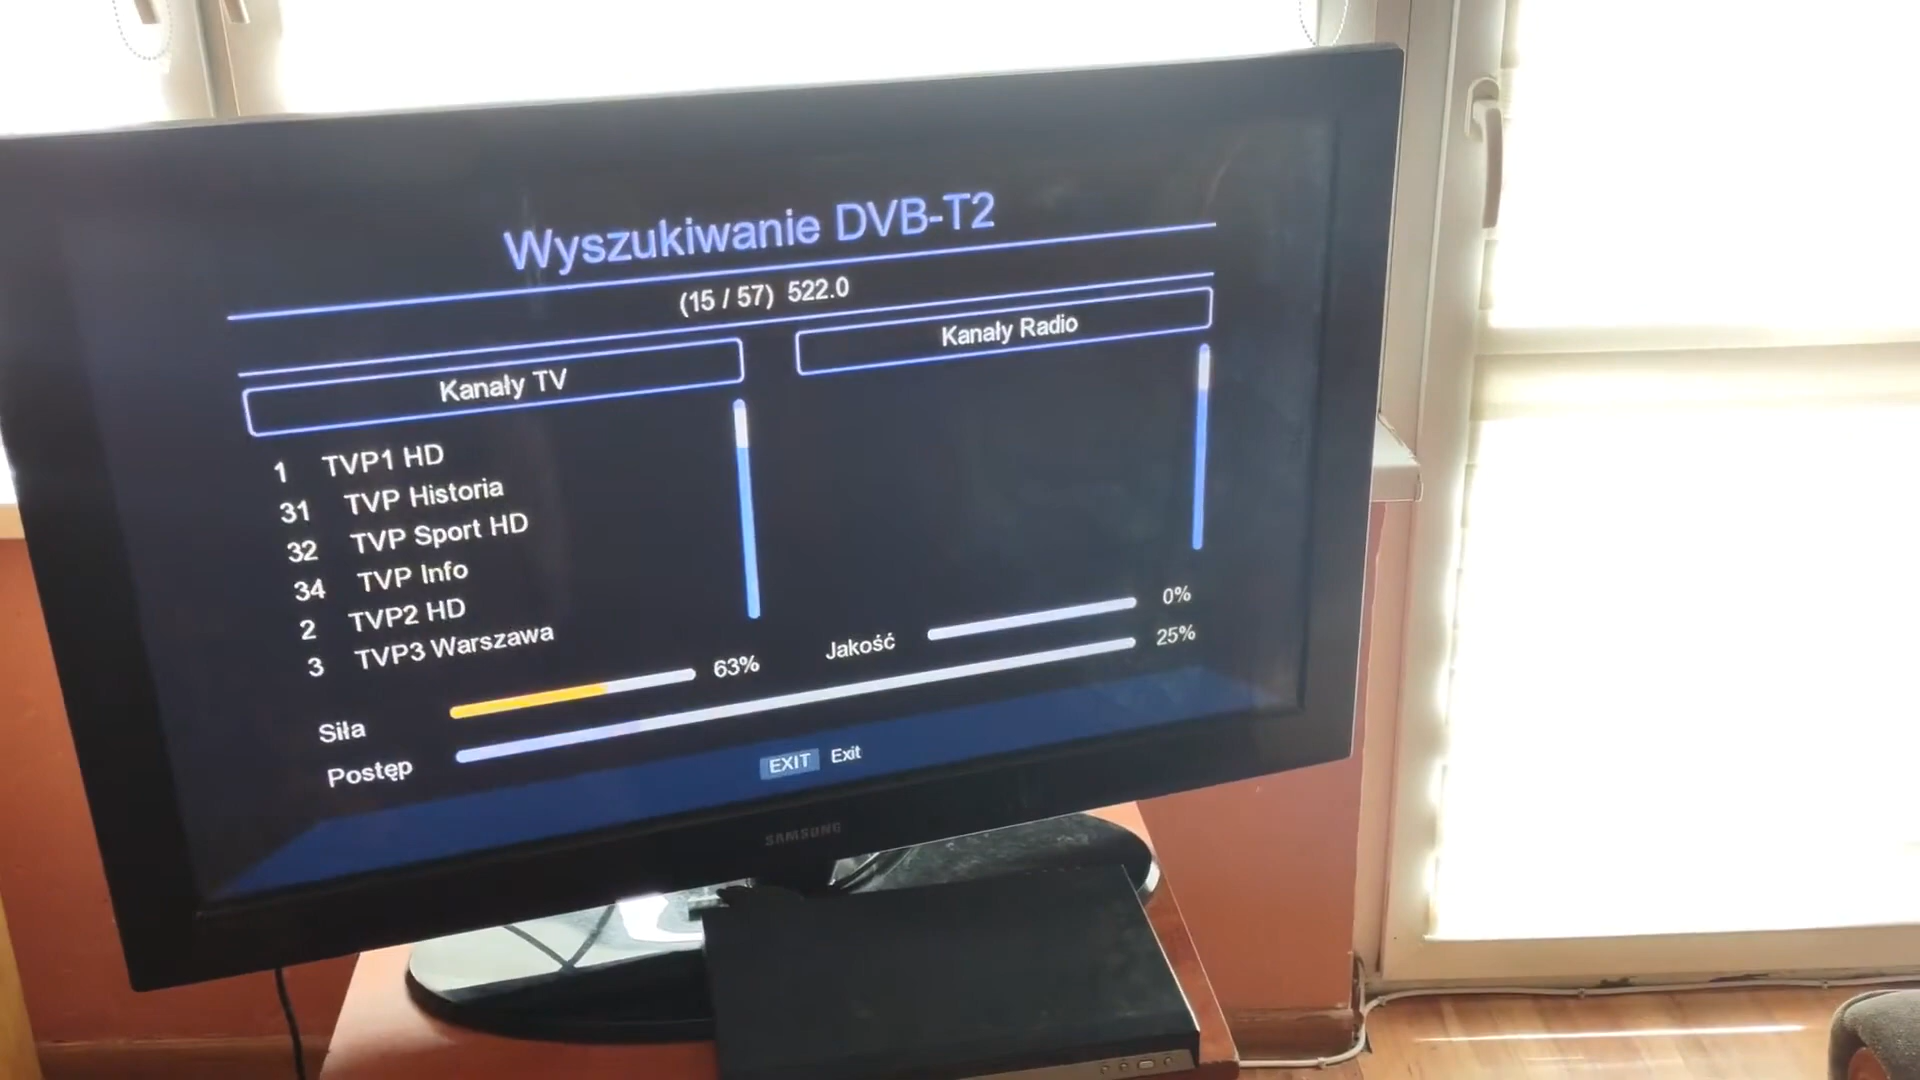 Wyszukiwanie DVB-T2
(15 / 57) 522.0
Kanały TV
Kanały Radio
1 TVP1 HD
31 TVP Historia
32 TVP Sport HD
34 TVP Info
2 TVP2 HD
3 TVP3 Warszawa
Siła 63%
Jakość 0%
Postęp 25%
EXIT Exit
SAMSUNG